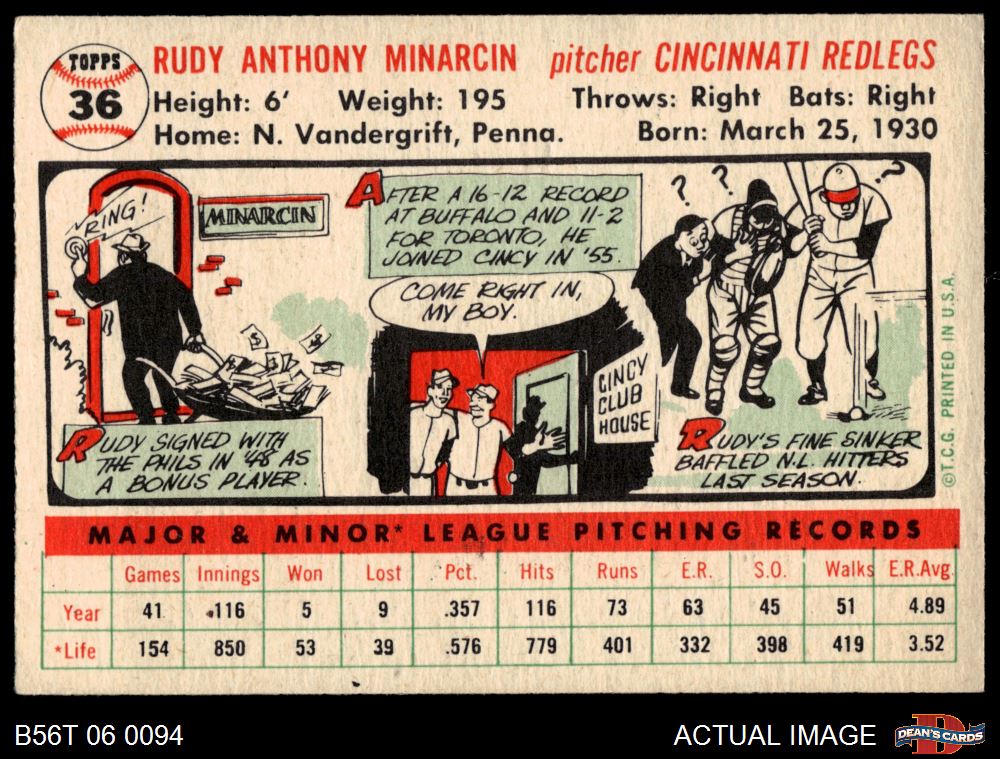 TOPPS
36
RUDY ANTHONY MINARCIN pitcher CINCINNATI REDLEGS
Height: 6' Weight: 195 Throws: Right Bats: Right
Home: N. Vandergrift, Penna. Born: March 25, 1930
RING!
MINARCIN
RUDY SIGNED WITH
THE PHILS IN '48 AS
A BONUS PLAYER.
AFTER A 16-12 RECORD
AT BUFFALO AND 11-2
FOR TORONTO, HE
JOINED CINCY IN '55.
COME RIGHT IN,
MY BOY.
CINCY
CLUB
HOUSE
? ? ?
RUDY'S FINE SINKER
BAFFLED N.L. HITTERS
LAST SEASON.
©T.C.G. PRINTED IN U.S.A.
MAJOR & MINOR* LEAGUE PITCHING RECORDS
Games Innings Won Lost Pct. Hits Runs E.R. S.O. Walks E.R.Avg.
Year 41 116 5 9 .357 116 73 63 45 51 4.89
*Life 154 850 53 39 .576 779 401 332 398 419 3.52
B56T 06 0094 ACTUAL IMAGE DEAN'S CARDS